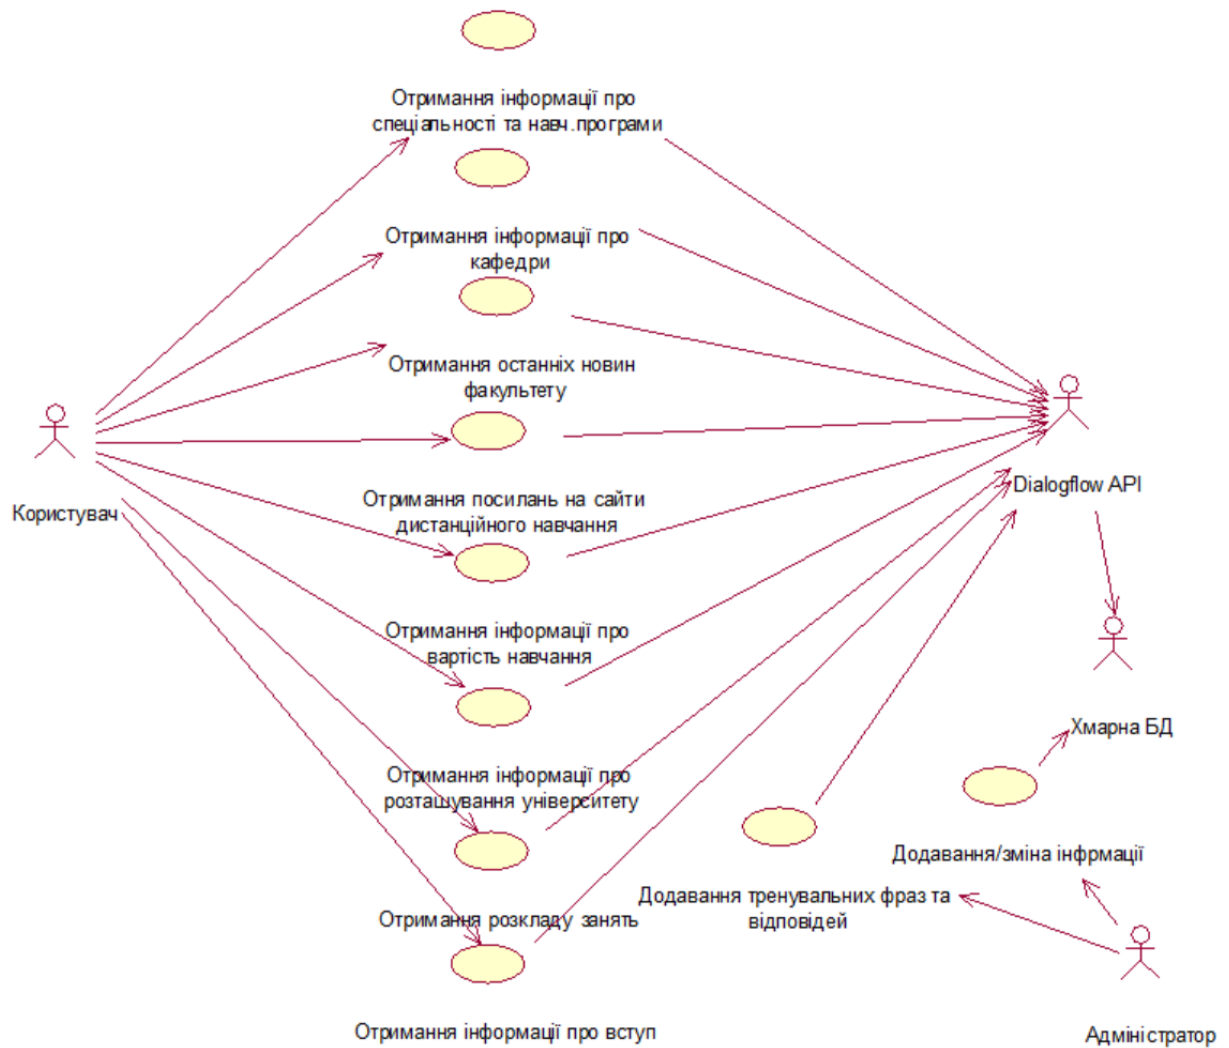 Отримання інформації про
спеціальності та навч.програми
Отримання інформації про
кафедри
Отримання останніх новин
факультету
Користувач
Отримання посилань на сайти
дистанційного навчання
Dialogflow API
Отримання інформації про
вартість навчання
Хмарна БД
Отримання інформації про
розташування університету
Додавання/зміна інфрмації
Додавання тренувальних фраз та
відповідей
Отримання розкладу занять
Отримання інформації про вступ
Адміністратор